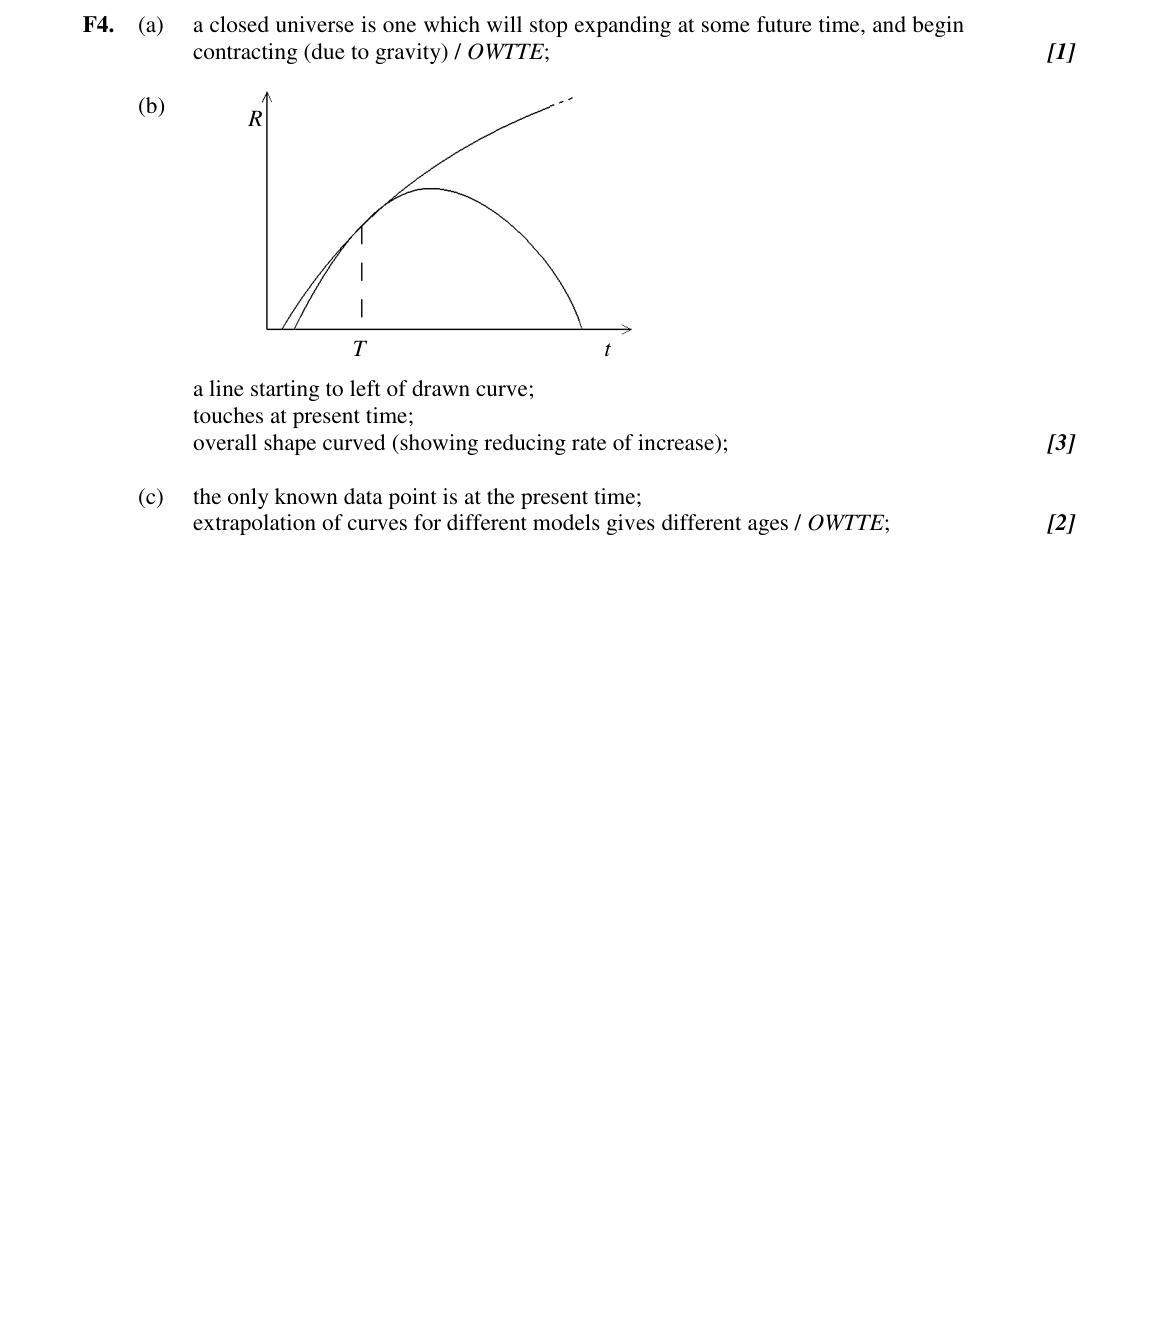 F4. (a) a closed universe is one which will stop expanding at some future time, and begin
contracting (due to gravity) / OWTTE; [1]
(b)
R
T t
a line starting to left of drawn curve;
touches at present time;
overall shape curved (showing reducing rate of increase); [3]
(c) the only known data point is at the present time;
extrapolation of curves for different models gives different ages / OWTTE; [2]